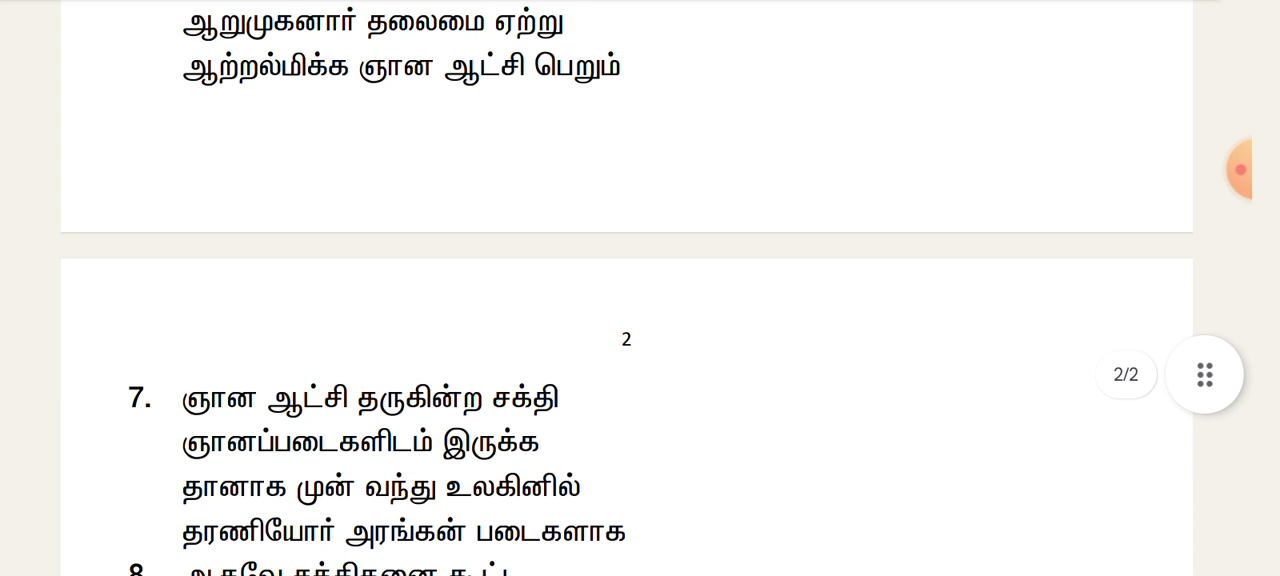 ஆறுமுகனார் தலைமை ஏற்று
ஆற்றல்மிக்க ஞான ஆட்சி பெறும்
2
2/2
7. ஞான ஆட்சி தருகின்ற சக்தி
ஞானப்படைகளிடம் இருக்க
தானாக முன் வந்து உலகினில்
தரணியோர் அரங்கன் படைகளாக
8